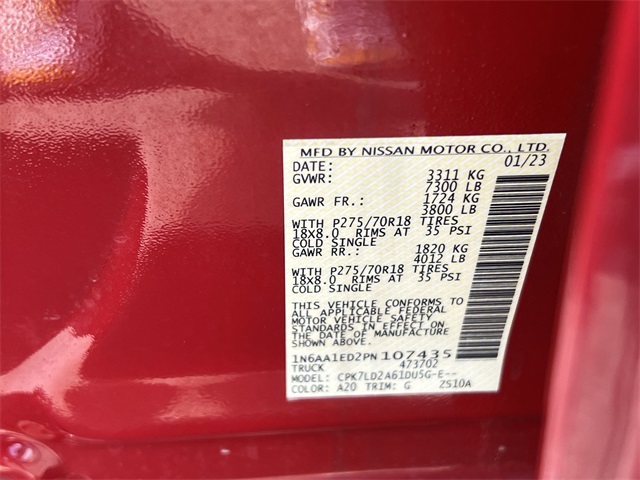 MFD BY NISSAN MOTOR CO., LTD.
DATE: 01/23
GVWR: 3311 KG
7300 LB
GAWR FR.: 1724 KG
3800 LB
WITH P275/70R18 TIRES
18x8.0 RIMS AT 35 PSI
COLD SINGLE
GAWR RR.: 1820 KG
4012 LB
WITH P275/70R18 TIRES
18x8.0 RIMS AT 35 PSI
COLD SINGLE
THIS VEHICLE CONFORMS TO
ALL APPLICABLE FEDERAL
MOTOR VEHICLE SAFETY
STANDARDS IN EFFECT ON
THE DATE OF MANUFACTURE
SHOWN ABOVE.
1N6AA1ED2PN107435
TRUCK 473702
MODEL: CPK7LD2A61DU5G-E--
COLOR: A20 TRIM: G ZS10A